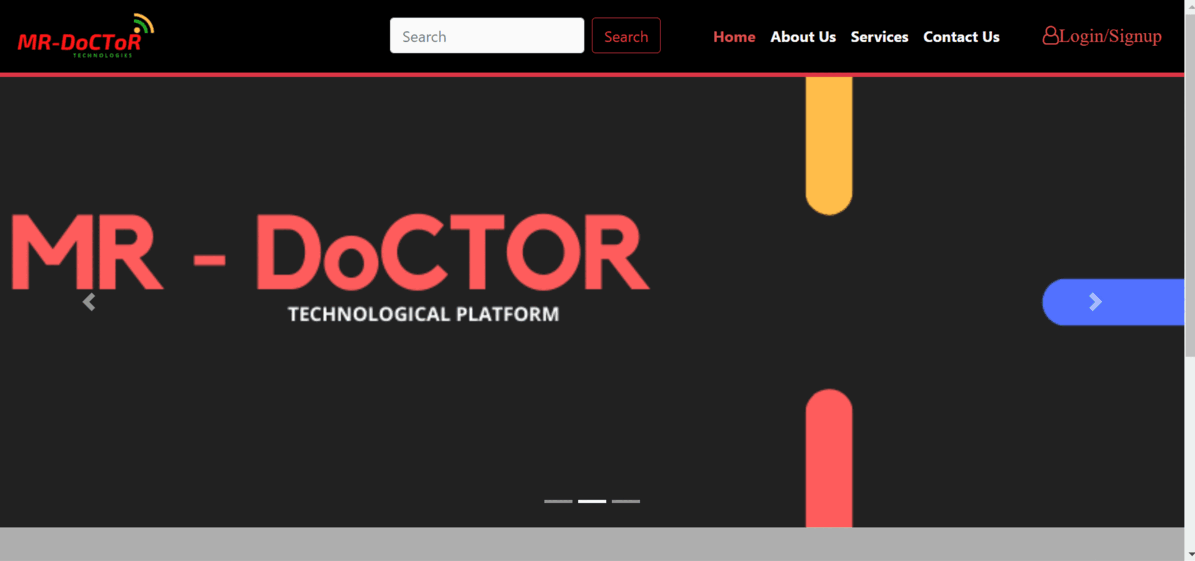 MR-DoCToR
TECHNOLOGIES
Search
Search
Home
About Us
Services
Contact Us
Login/Signup
MR - DoCTOR
TECHNOLOGICAL PLATFORM